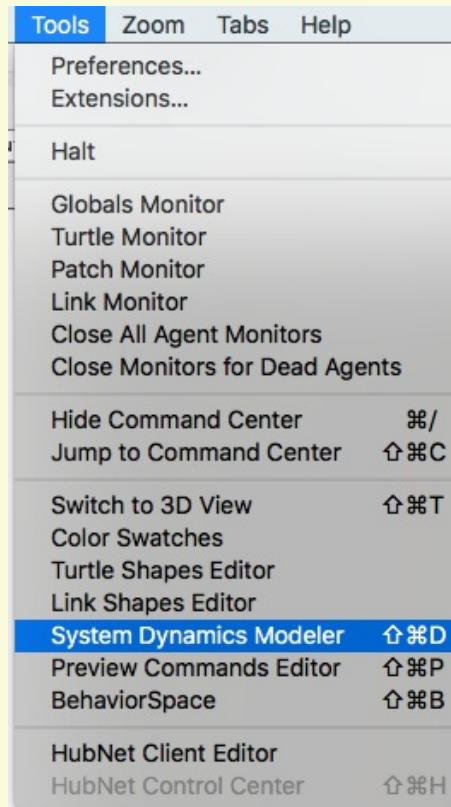 Tools Zoom Tabs Help
Preferences...
Extensions...
Halt
Globals Monitor
Turtle Monitor
Patch Monitor
Link Monitor
Close All Agent Monitors
Close Monitors for Dead Agents
Hide Command Center ⌘/
Jump to Command Center ⇧⌘C
Switch to 3D View ⇧⌘T
Color Swatches
Turtle Shapes Editor
Link Shapes Editor
System Dynamics Modeler ⇧⌘D
Preview Commands Editor ⇧⌘P
BehaviorSpace ⇧⌘B
HubNet Client Editor
HubNet Control Center ⇧⌘H